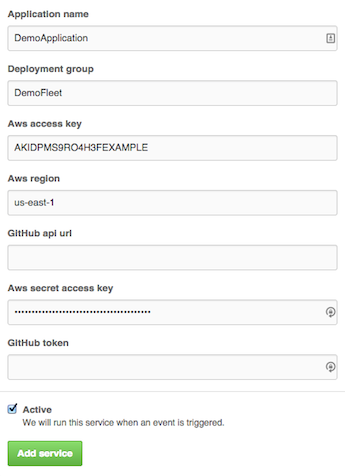 Application name
DemoApplication
Deployment group
DemoFleet
Aws access key
AKIDPMS9RO4H3FEXAMPLE
Aws region
us-east-1
GitHub api url
Aws secret access key
••••••••••••••••••••••••••••••••••••••••
GitHub token
Active
We will run this service when an event is triggered.
Add service